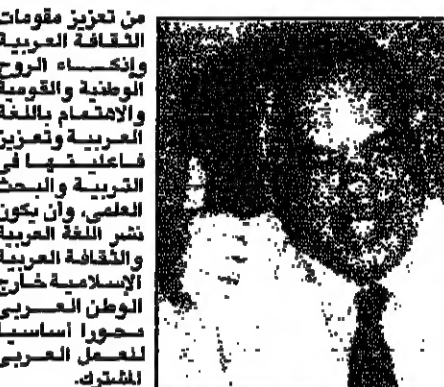 من تعزيز مقومات
الثقافة العربية
وإذكاء الروح
الوطنية والقومية
والاهتمام باللغة
العربية وتعزيز
فاعليتها في
التربية والبحث
العلمي، وأن يكون
نشر اللغة العربية
والثقافة العربية
الإسلامية خارج
الوطن العربي
محورا أساسيا
للعمل العربي
المشترك.